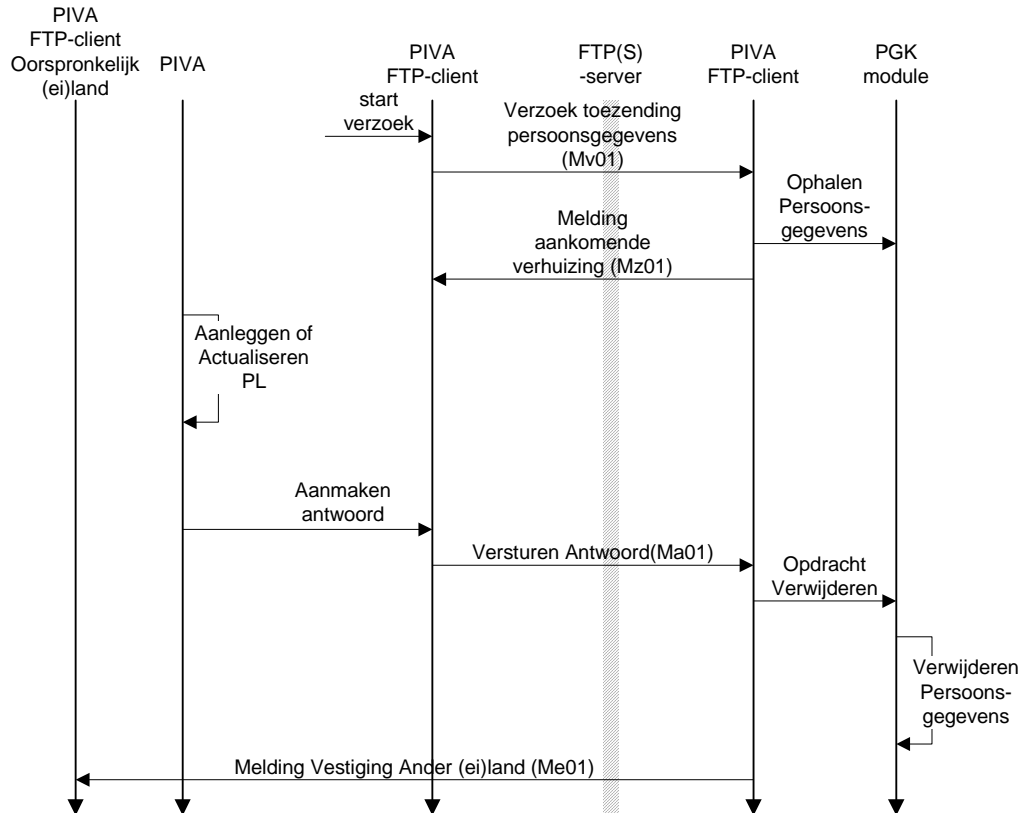 PIVA
FTP-client
Oorspronkelijk
(ei)land
PIVA
PIVA
FTP-client
FTP(S)
-server
PIVA
FTP-client
PGK
module
start
verzoek
Verzoek toezending
persoonsgegevens
(Mv01)
Ophalen
Persoons-
gegevens
Melding
aankomende
verhuizing (Mz01)
Aanleggen of
Actualiseren
PL
Aanmaken
antwoord
Versturen Antwoord(Ma01)
Opdracht
Verwijderen
Verwijderen
Persoons-
gegevens
Melding Vestiging Ander (ei)land (Me01)